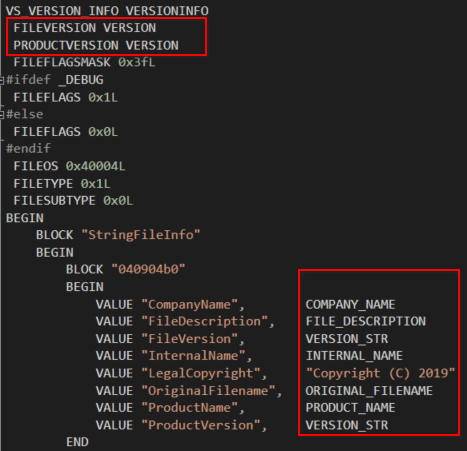 VS_VERSION_INFO VERSIONINFO
FILEVERSION VERSION
PRODUCTVERSION VERSION
FILEFLAGSMASK 0x3fL
#ifdef _DEBUG
FILEFLAGS 0x1L
#else
FILEFLAGS 0x0L
#endif
FILEOS 0x40004L
FILETYPE 0x1L
FILESUBTYPE 0x0L
BEGIN
BLOCK "StringFileInfo"
BEGIN
BLOCK "040904b0"
BEGIN
VALUE "CompanyName", COMPANY_NAME
VALUE "FileDescription", FILE_DESCRIPTION
VALUE "FileVersion", VERSION_STR
VALUE "InternalName", INTERNAL_NAME
VALUE "LegalCopyright", "Copyright (C) 2019"
VALUE "OriginalFilename", ORIGINAL_FILENAME
VALUE "ProductName", PRODUCT_NAME
VALUE "ProductVersion", VERSION_STR
END